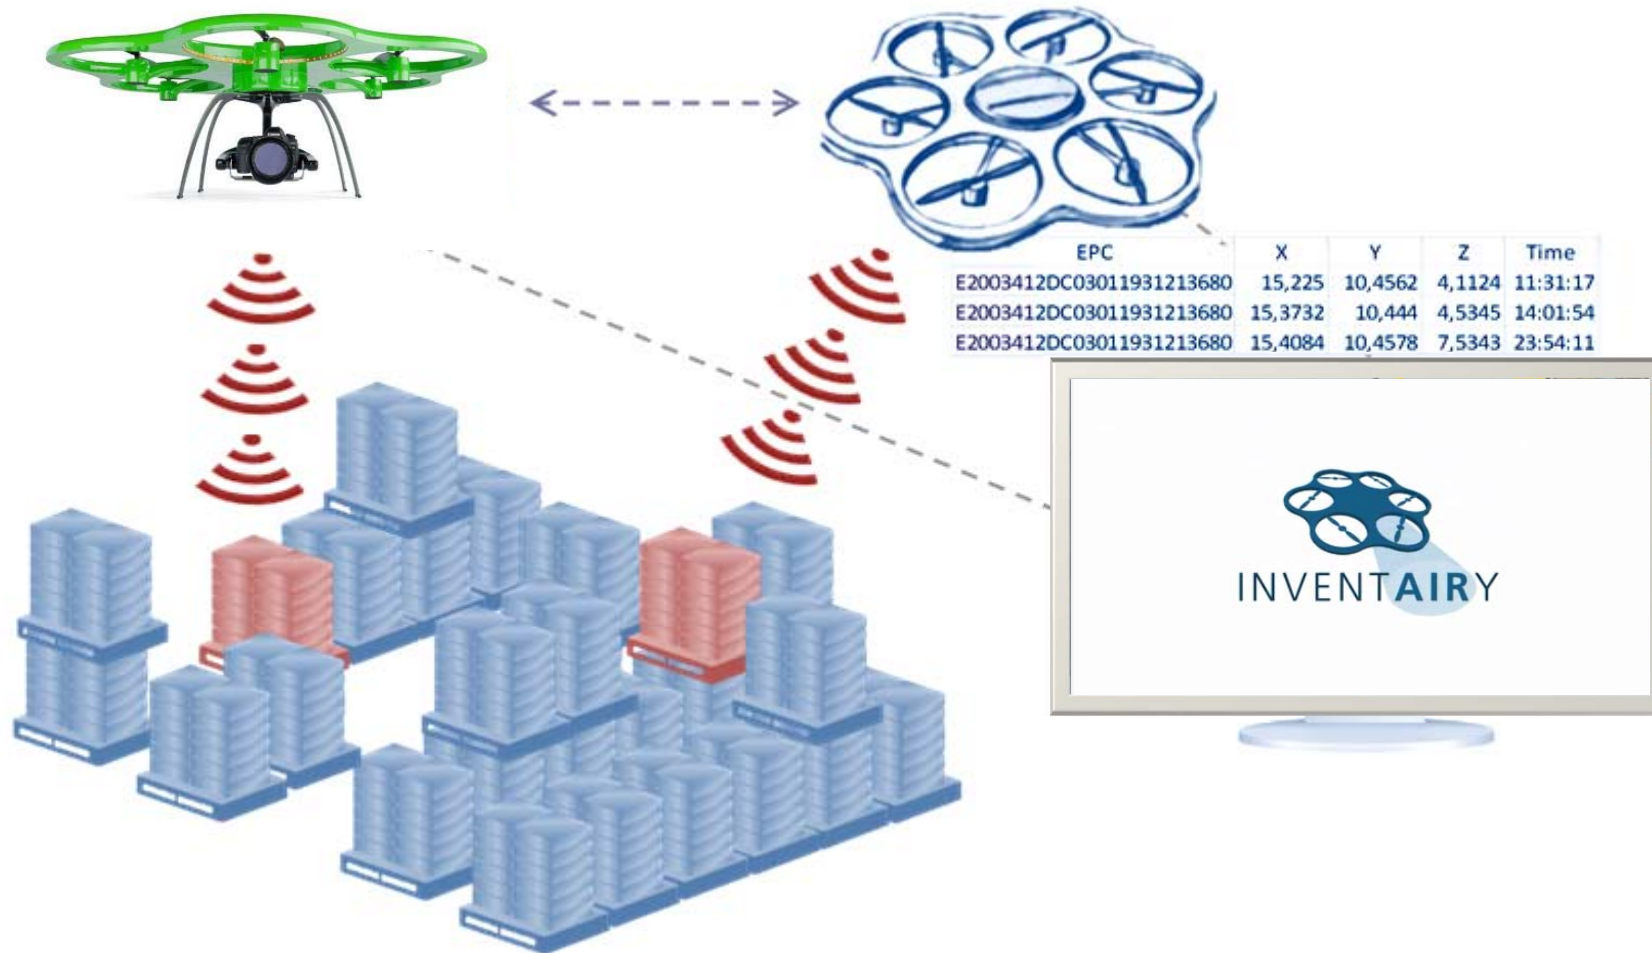 EPC X Y Z Time
E2003412DC03011931213680 15,225 10,4562 4,1124 11:31:17
E2003412DC03011931213680 15,3732 10,444 4,5345 14:01:54
E2003412DC03011931213680 15,4084 10,4578 7,5343 23:54:11
INVENTAIRY